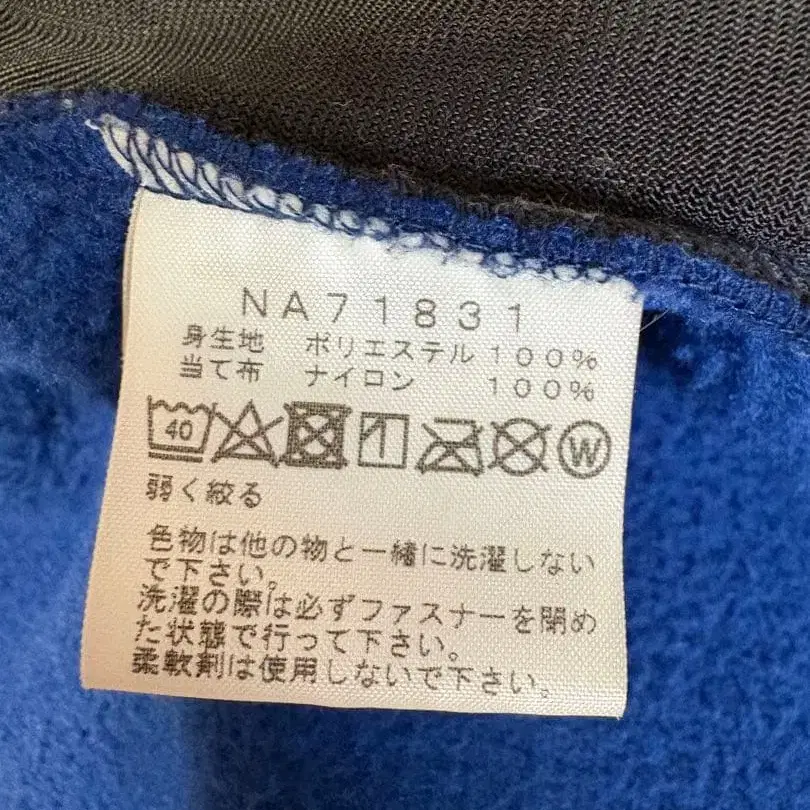 NA71831
身生地 ポリエステル 100%
当て布 ナイロン 100%
40 W
弱く絞る
色物は他の物と一緒に洗濯しない
で下さい。
洗濯の際は必ずファスナーを閉め
た状態で行って下さい。
柔軟剤は使用しないで下さい。